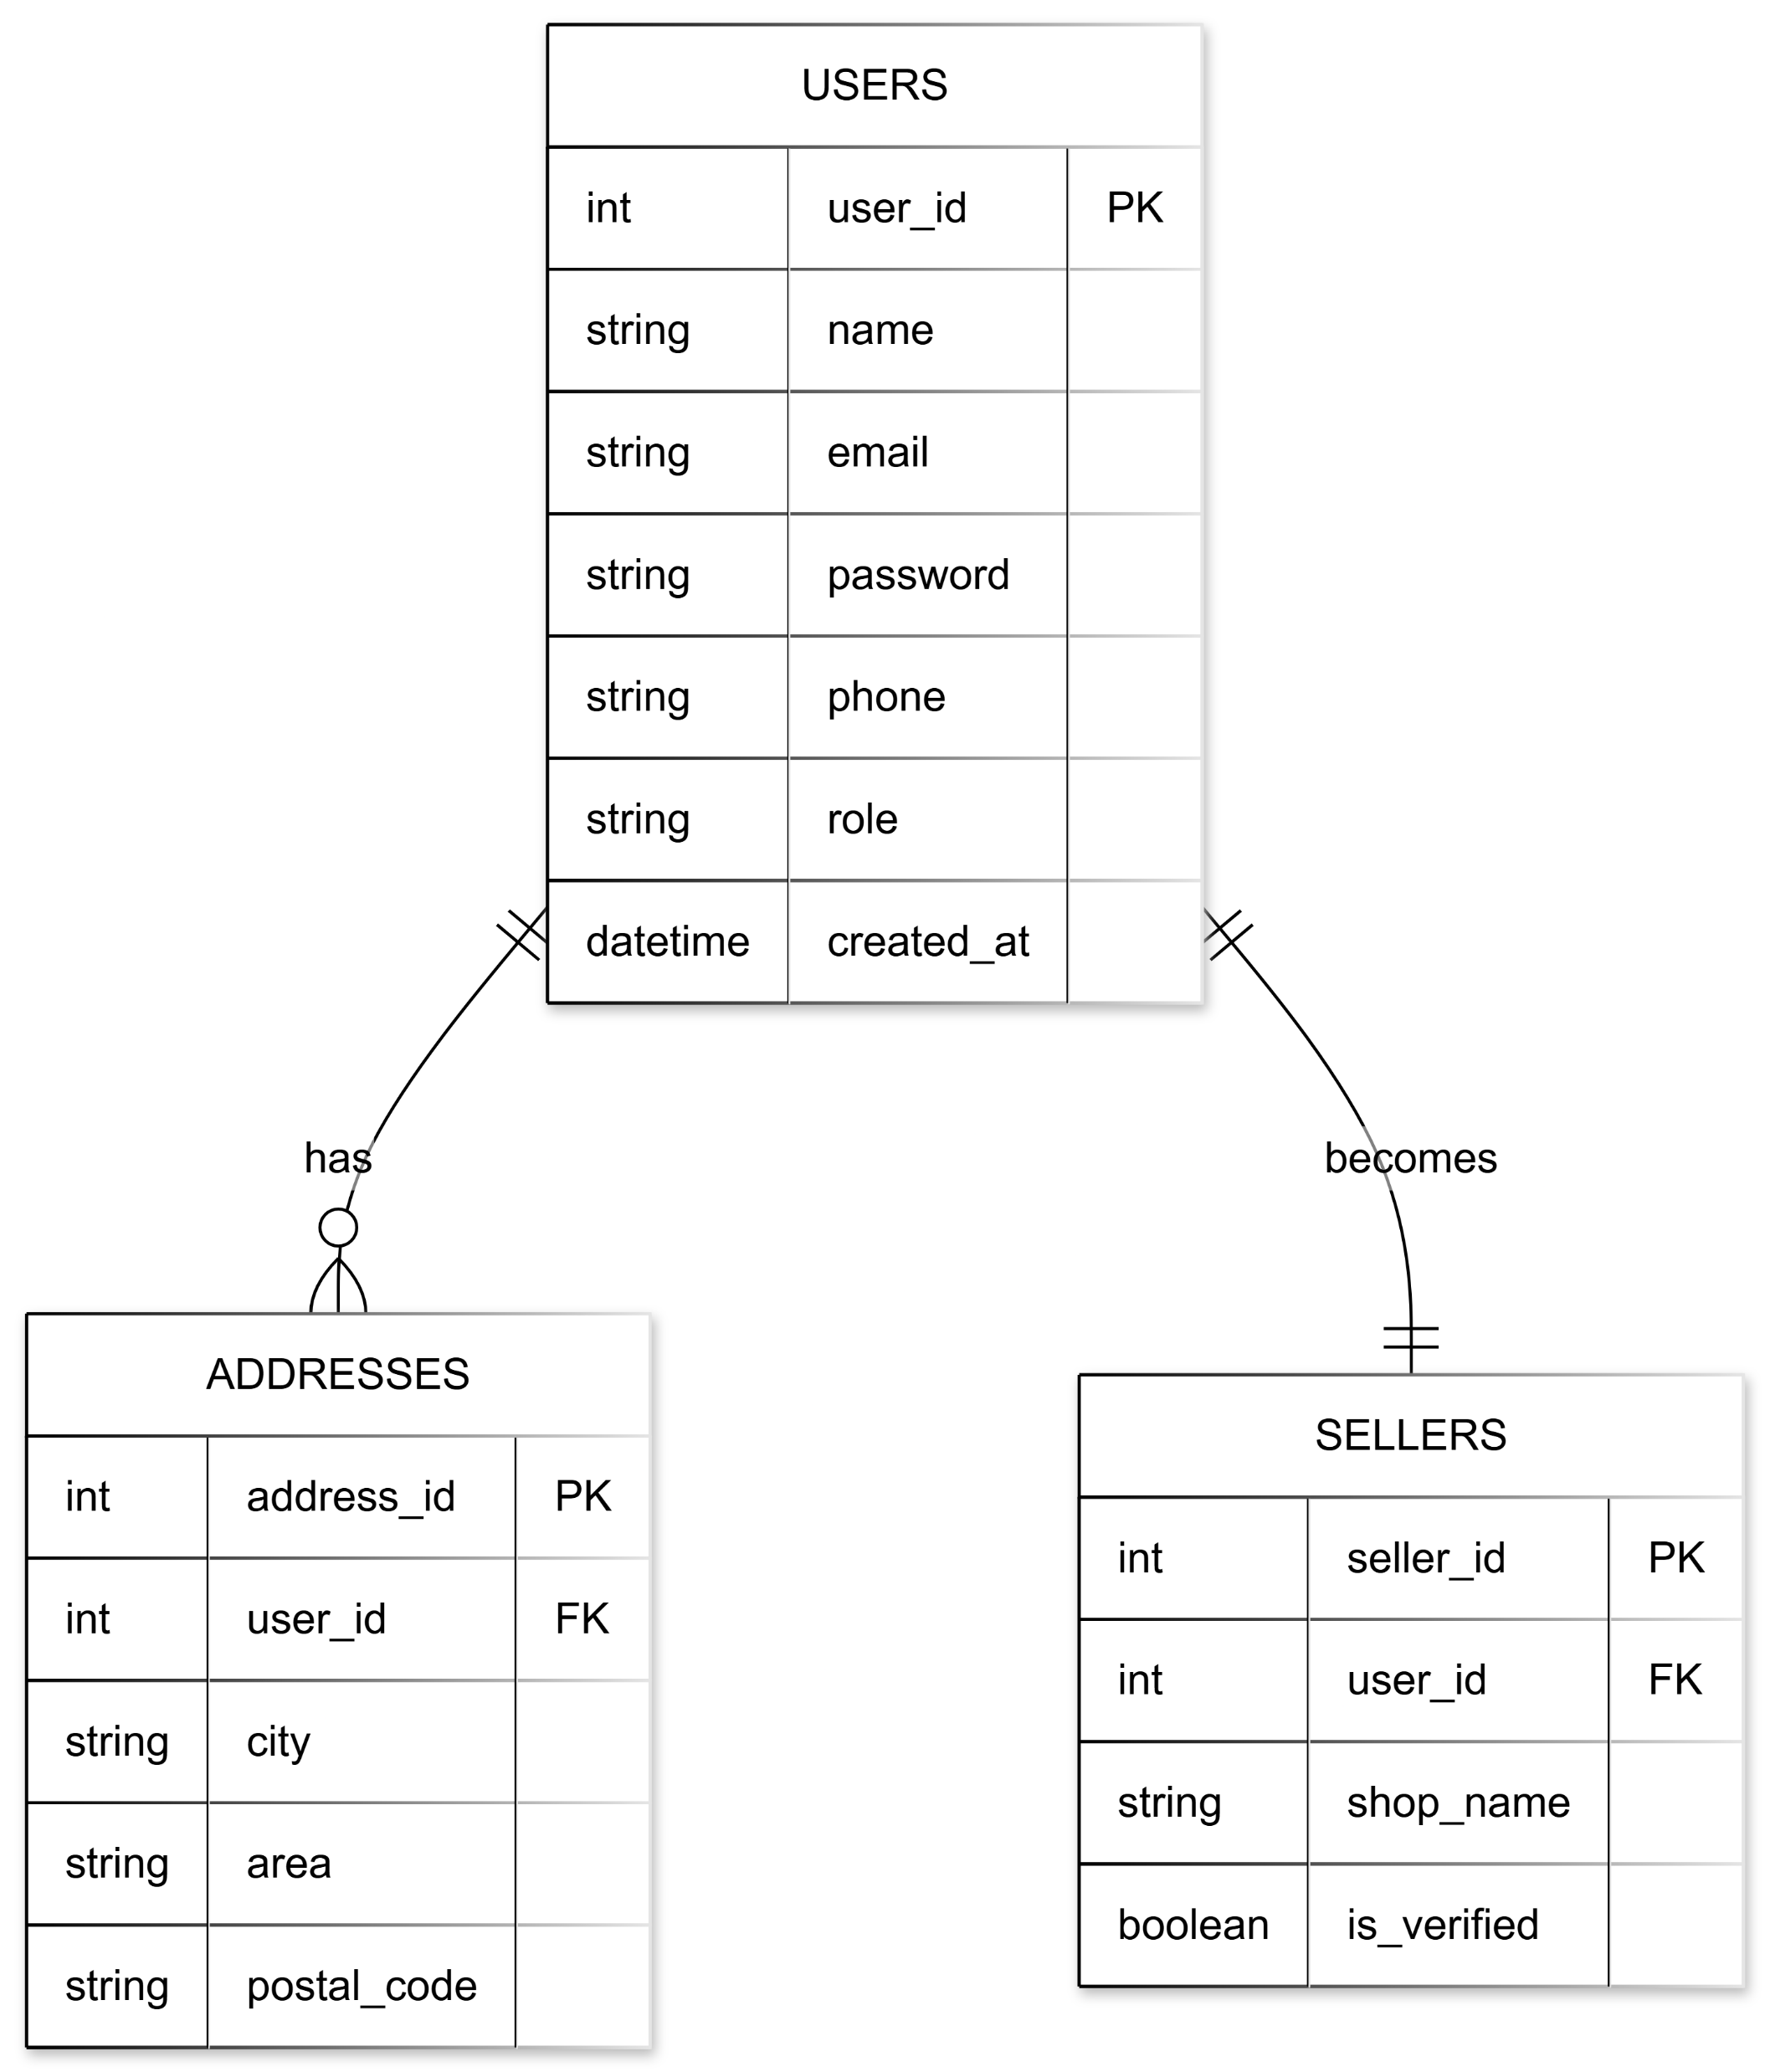 USERS
int user_id PK
string name
string email
string password
string phone
string role
datetime created_at
has
becomes
ADDRESSES
int address_id PK
int user_id FK
string city
string area
string postal_code
SELLERS
int seller_id PK
int user_id FK
string shop_name
boolean is_verified